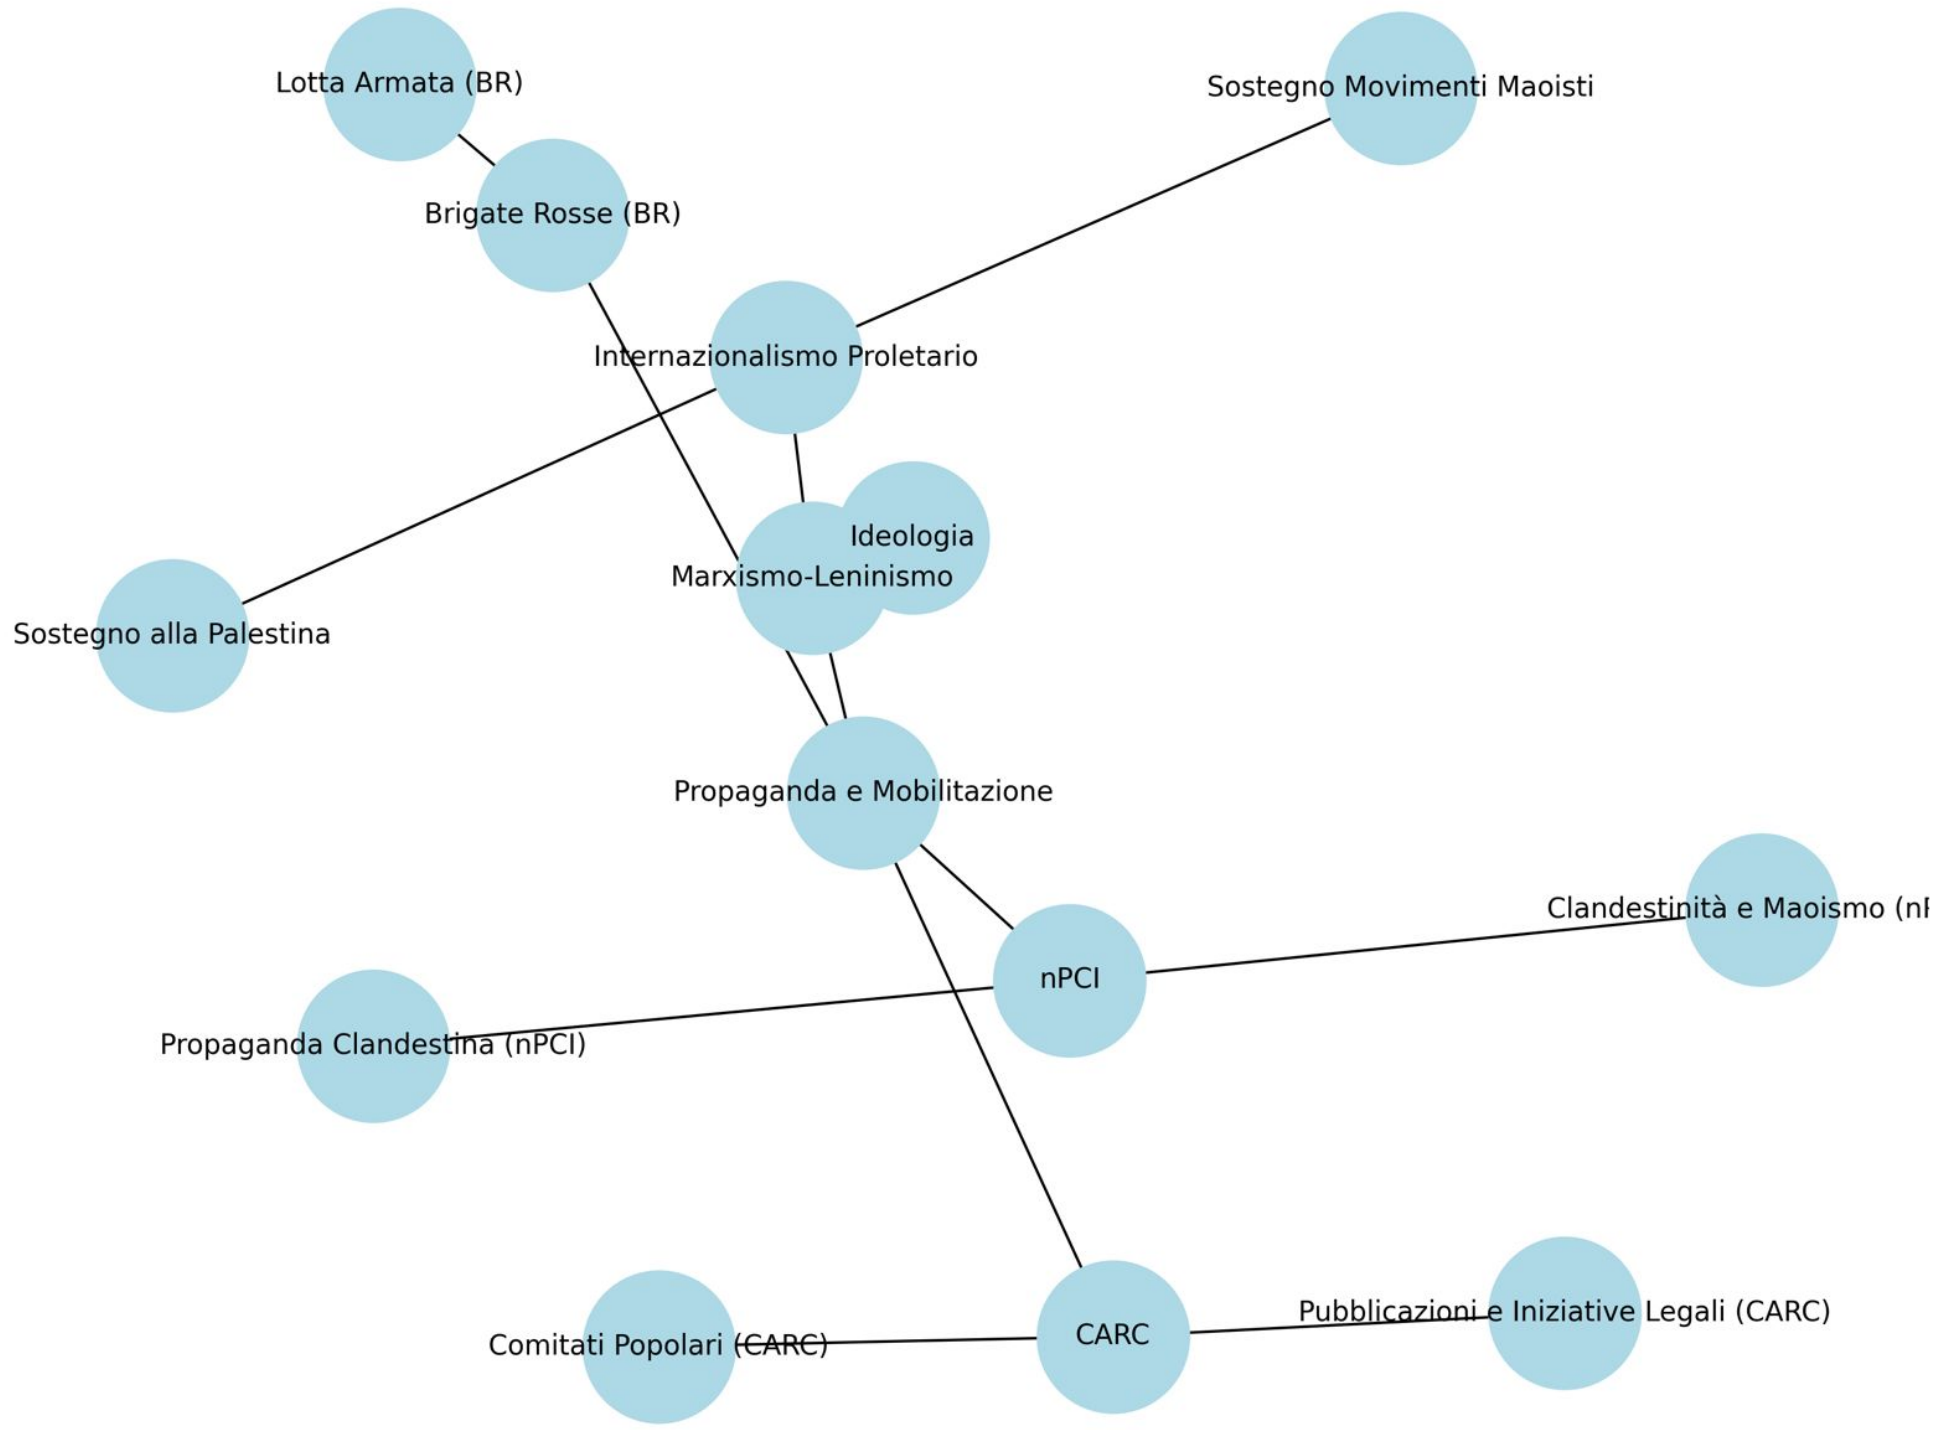 Lotta Armata (BR)
Sostegno Movimenti Maoisti
Brigate Rosse (BR)
Internazionalismo Proletario
Ideologia
Marxismo-Leninismo
Sostegno alla Palestina
Propaganda e Mobilitazione
Clandestinità e Maoismo (nP
nPCI
Propaganda Clandestina (nPCI)
Pubblicazioni e Iniziative Legali (CARC)
CARC
Comitati Popolari (CARC)